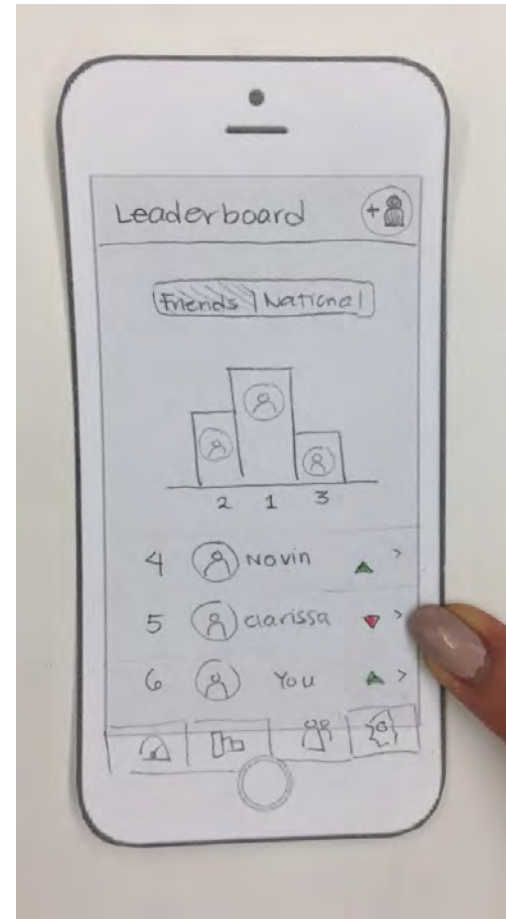 Leaderboard +
Friends | National
2 1 3
4 Novin >
5 clarissa >
6 You >